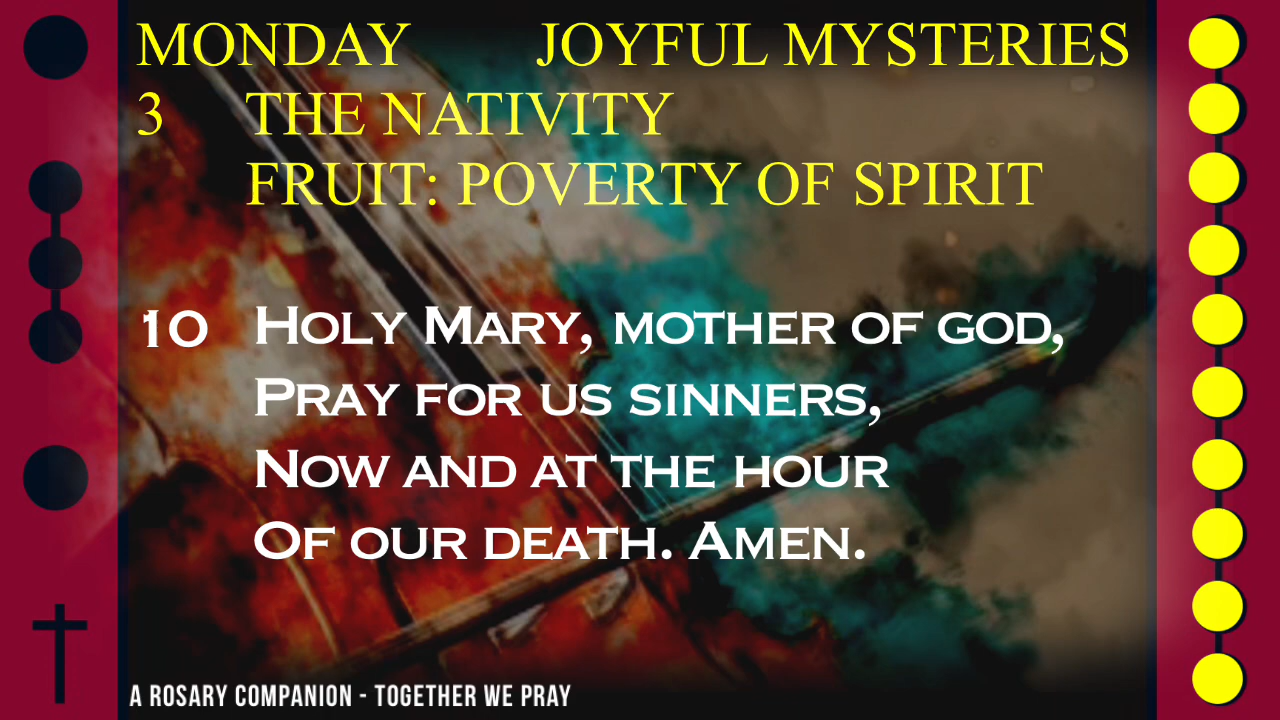 MONDAY JOYFUL MYSTERIES
3 THE NATIVITY
FRUIT: POVERTY OF SPIRIT
10 Holy Mary, mother of god,
Pray for us sinners,
Now and at the hour
Of our death. Amen.
A ROSARY COMPANION - TOGETHER WE PRAY